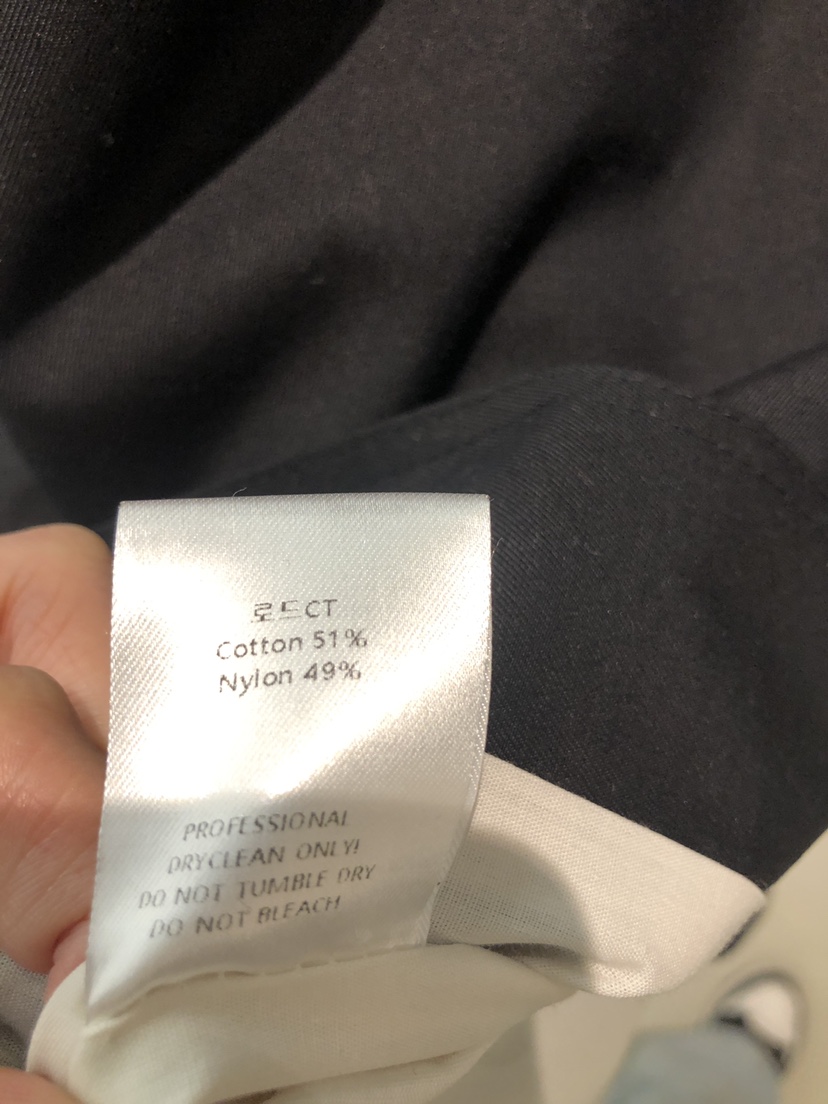 로드CT
Cotton 51%
Nylon 49%
PROFESSIONAL
DRYCLEAN ONLY!
DO NOT TUMBLE DRY
DO NOT BLEACH